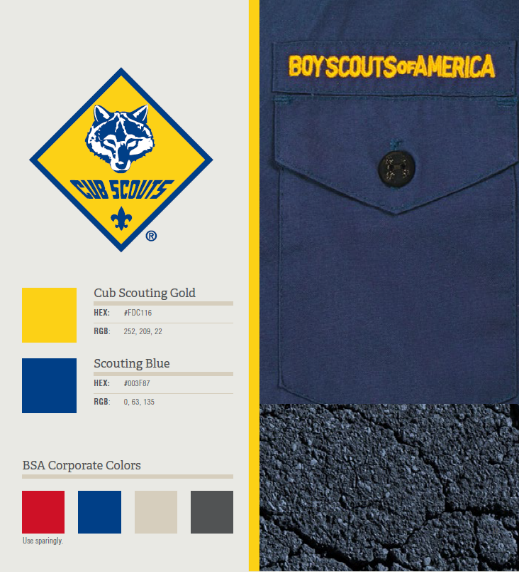 CUB SCOUTS
®
Cub Scouting Gold
HEX: #FDC116
RGB: 252, 209, 22
Scouting Blue
HEX: #003F87
RGB: 0, 63, 135
BSA Corporate Colors
Use sparingly.
BOY SCOUTS OF AMERICA